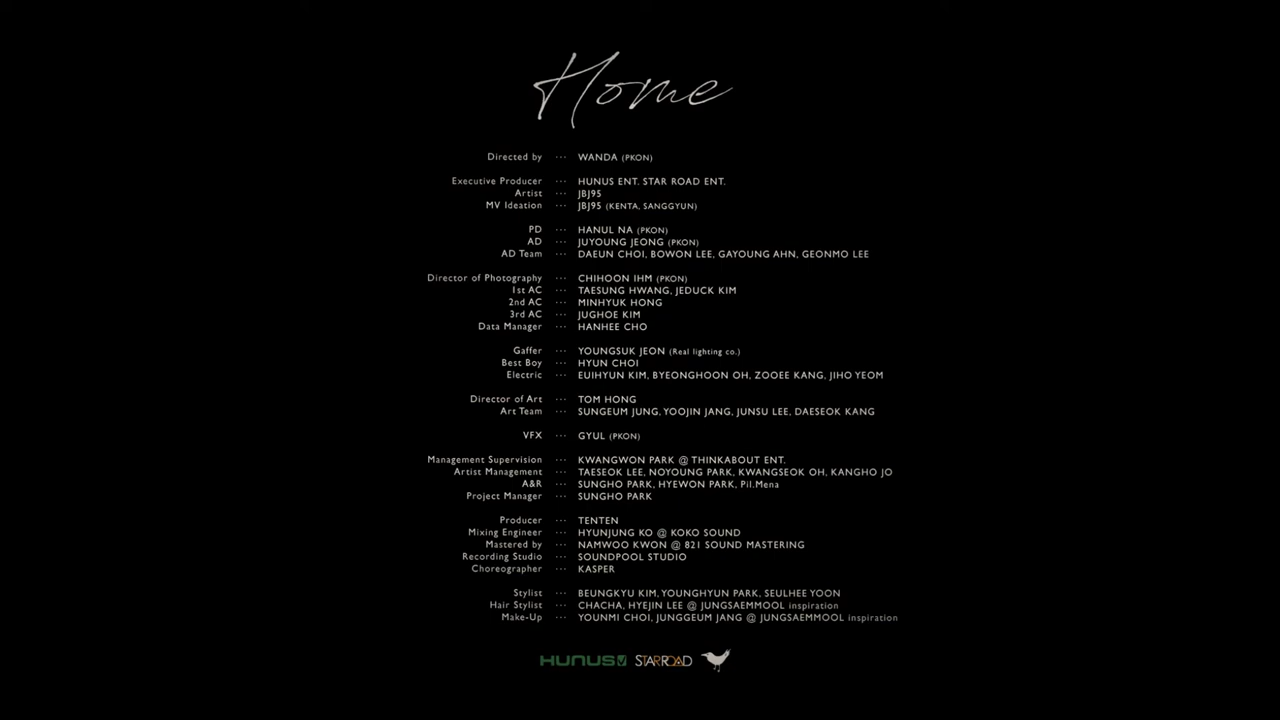 Home
Directed by ... WANDA (PKON)
Executive Producer ... HUNUS ENT. STAR ROAD ENT.
Artist ... JBJ95
MV Ideation ... JBJ95 (KENTA, SANGGYUN)
PD ... HANUL NA (PKON)
AD ... JUYOUNG JEONG (PKON)
AD Team ... DAEUN CHOI, BOWON LEE, GAYOUNG AHN, GEONMO LEE
Director of Photography ... CHIHOON IHM (PKON)
1st AC ... TAESUNG HWANG, JEDUCK KIM
2nd AC ... MINHYUK HONG
3rd AC ... JUGHOE KIM
Data Manager ... HANHEE CHO
Gaffer ... YOUNGSUK JEON (Real lighting co.)
Best Boy ... HYUN CHOI
Electric ... EUIHYUN KIM, BYEONGHOON OH, ZOOEE KANG, JIHO YEOM
Director of Art ... TOM HONG
Art Team ... SUNGEUM JUNG, YOOJIN JANG, JUNSU LEE, DAESEOK KANG
VFX ... GYUL (PKON)
Management Supervision ... KWANGWON PARK @ THINKABOUT ENT.
Artist Management ... TAESEOK LEE, NOYOUNG PARK, KWANGSEOK OH, KANGHO JO
A&R ... SUNGHO PARK, HYEWON PARK, Pil.Mena
Project Manager ... SUNGHO PARK
Producer ... TENTEN
Mixing Engineer ... HYUNJUNG KO @ KOKO SOUND
Mastered by ... NAMWOO KWON @ 821 SOUND MASTERING
Recording Studio ... SOUNDPOOL STUDIO
Choreographer ... KASPER
Stylist ... BEUNGKYU KIM, YOUNGHYUN PARK, SEULHEE YOON
Hair Stylist ... CHACHA, HYEJIN LEE @ JUNGSAEMMOOL inspiration
Make-Up ... YOUNMI CHOI, JUNGGEUM JANG @ JUNGSAEMMOOL inspiration
HUNUS STARROAD